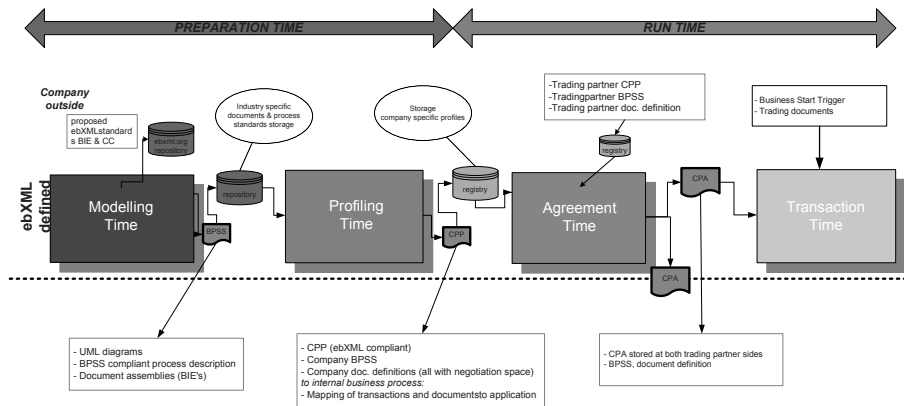 PREPARATION TIME
RUN TIME
Company
outside
proposed
ebXMLstandard
s BIE & CC
ebxml.org
repository
Industry specific
documents & process
standards storage
Storage
company specific profiles
-Trading partner CPP
-Tradingpartner BPSS
-Trading partner doc. definition
- Business Start Trigger
- Trading documents
ebXML
defined
Modelling
Time
BPSS
repository
Profiling
Time
CPP
registry
registry
Agreement
Time
CPA
CPA
Transaction
Time
- UML diagrams
- BPSS compliant process description
- Document assemblies (BIE's)
- CPP (ebXML compliant)
- Company BPSS
- Company doc. definitions (all with negotiation space)
to internal business process:
- Mapping of transactions and documentsto application
- CPA stored at both trading partner sides
- BPSS, document definition